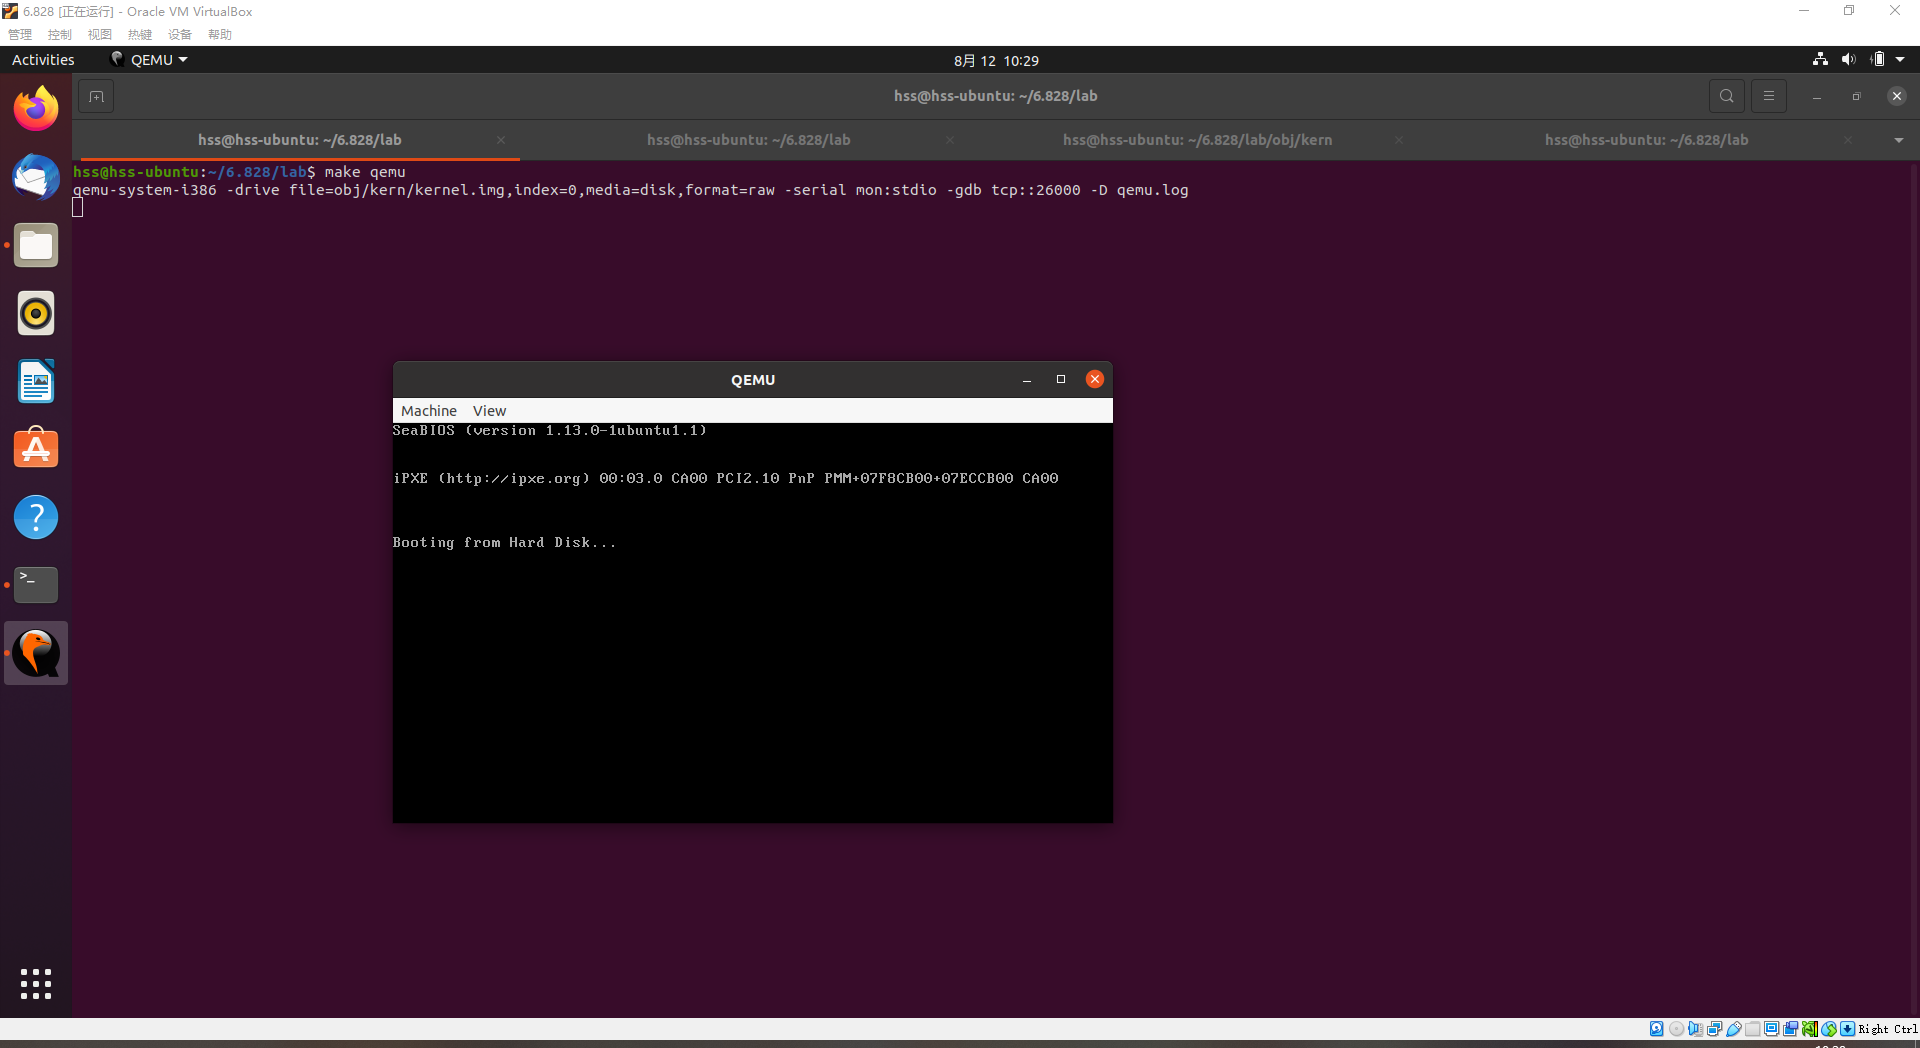 6.828 [正在运行] - Oracle VM VirtualBox
管理 控制 视图 热键 设备 帮助
Activities QEMU 8月 12 10:29
hss@hss-ubuntu: ~/6.828/lab
hss@hss-ubuntu: ~/6.828/lab hss@hss-ubuntu: ~/6.828/lab hss@hss-ubuntu: ~/6.828/lab/obj/kern hss@hss-ubuntu: ~/6.828/lab
hss@hss-ubuntu:~/6.828/lab$ make qemu
qemu-system-i386 -drive file=obj/kern/kernel.img,index=0,media=disk,format=raw -serial mon:stdio -gdb tcp::26000 -D qemu.log
QEMU
Machine View
SeaBIOS (version 1.13.0-1ubuntu1.1)
iPXE (http://ipxe.org) 00:03.0 CA00 PCI2.10 PnP PMM+07F8CB00+07ECCB00 CA00
Booting from Hard Disk...
Right Ctrl